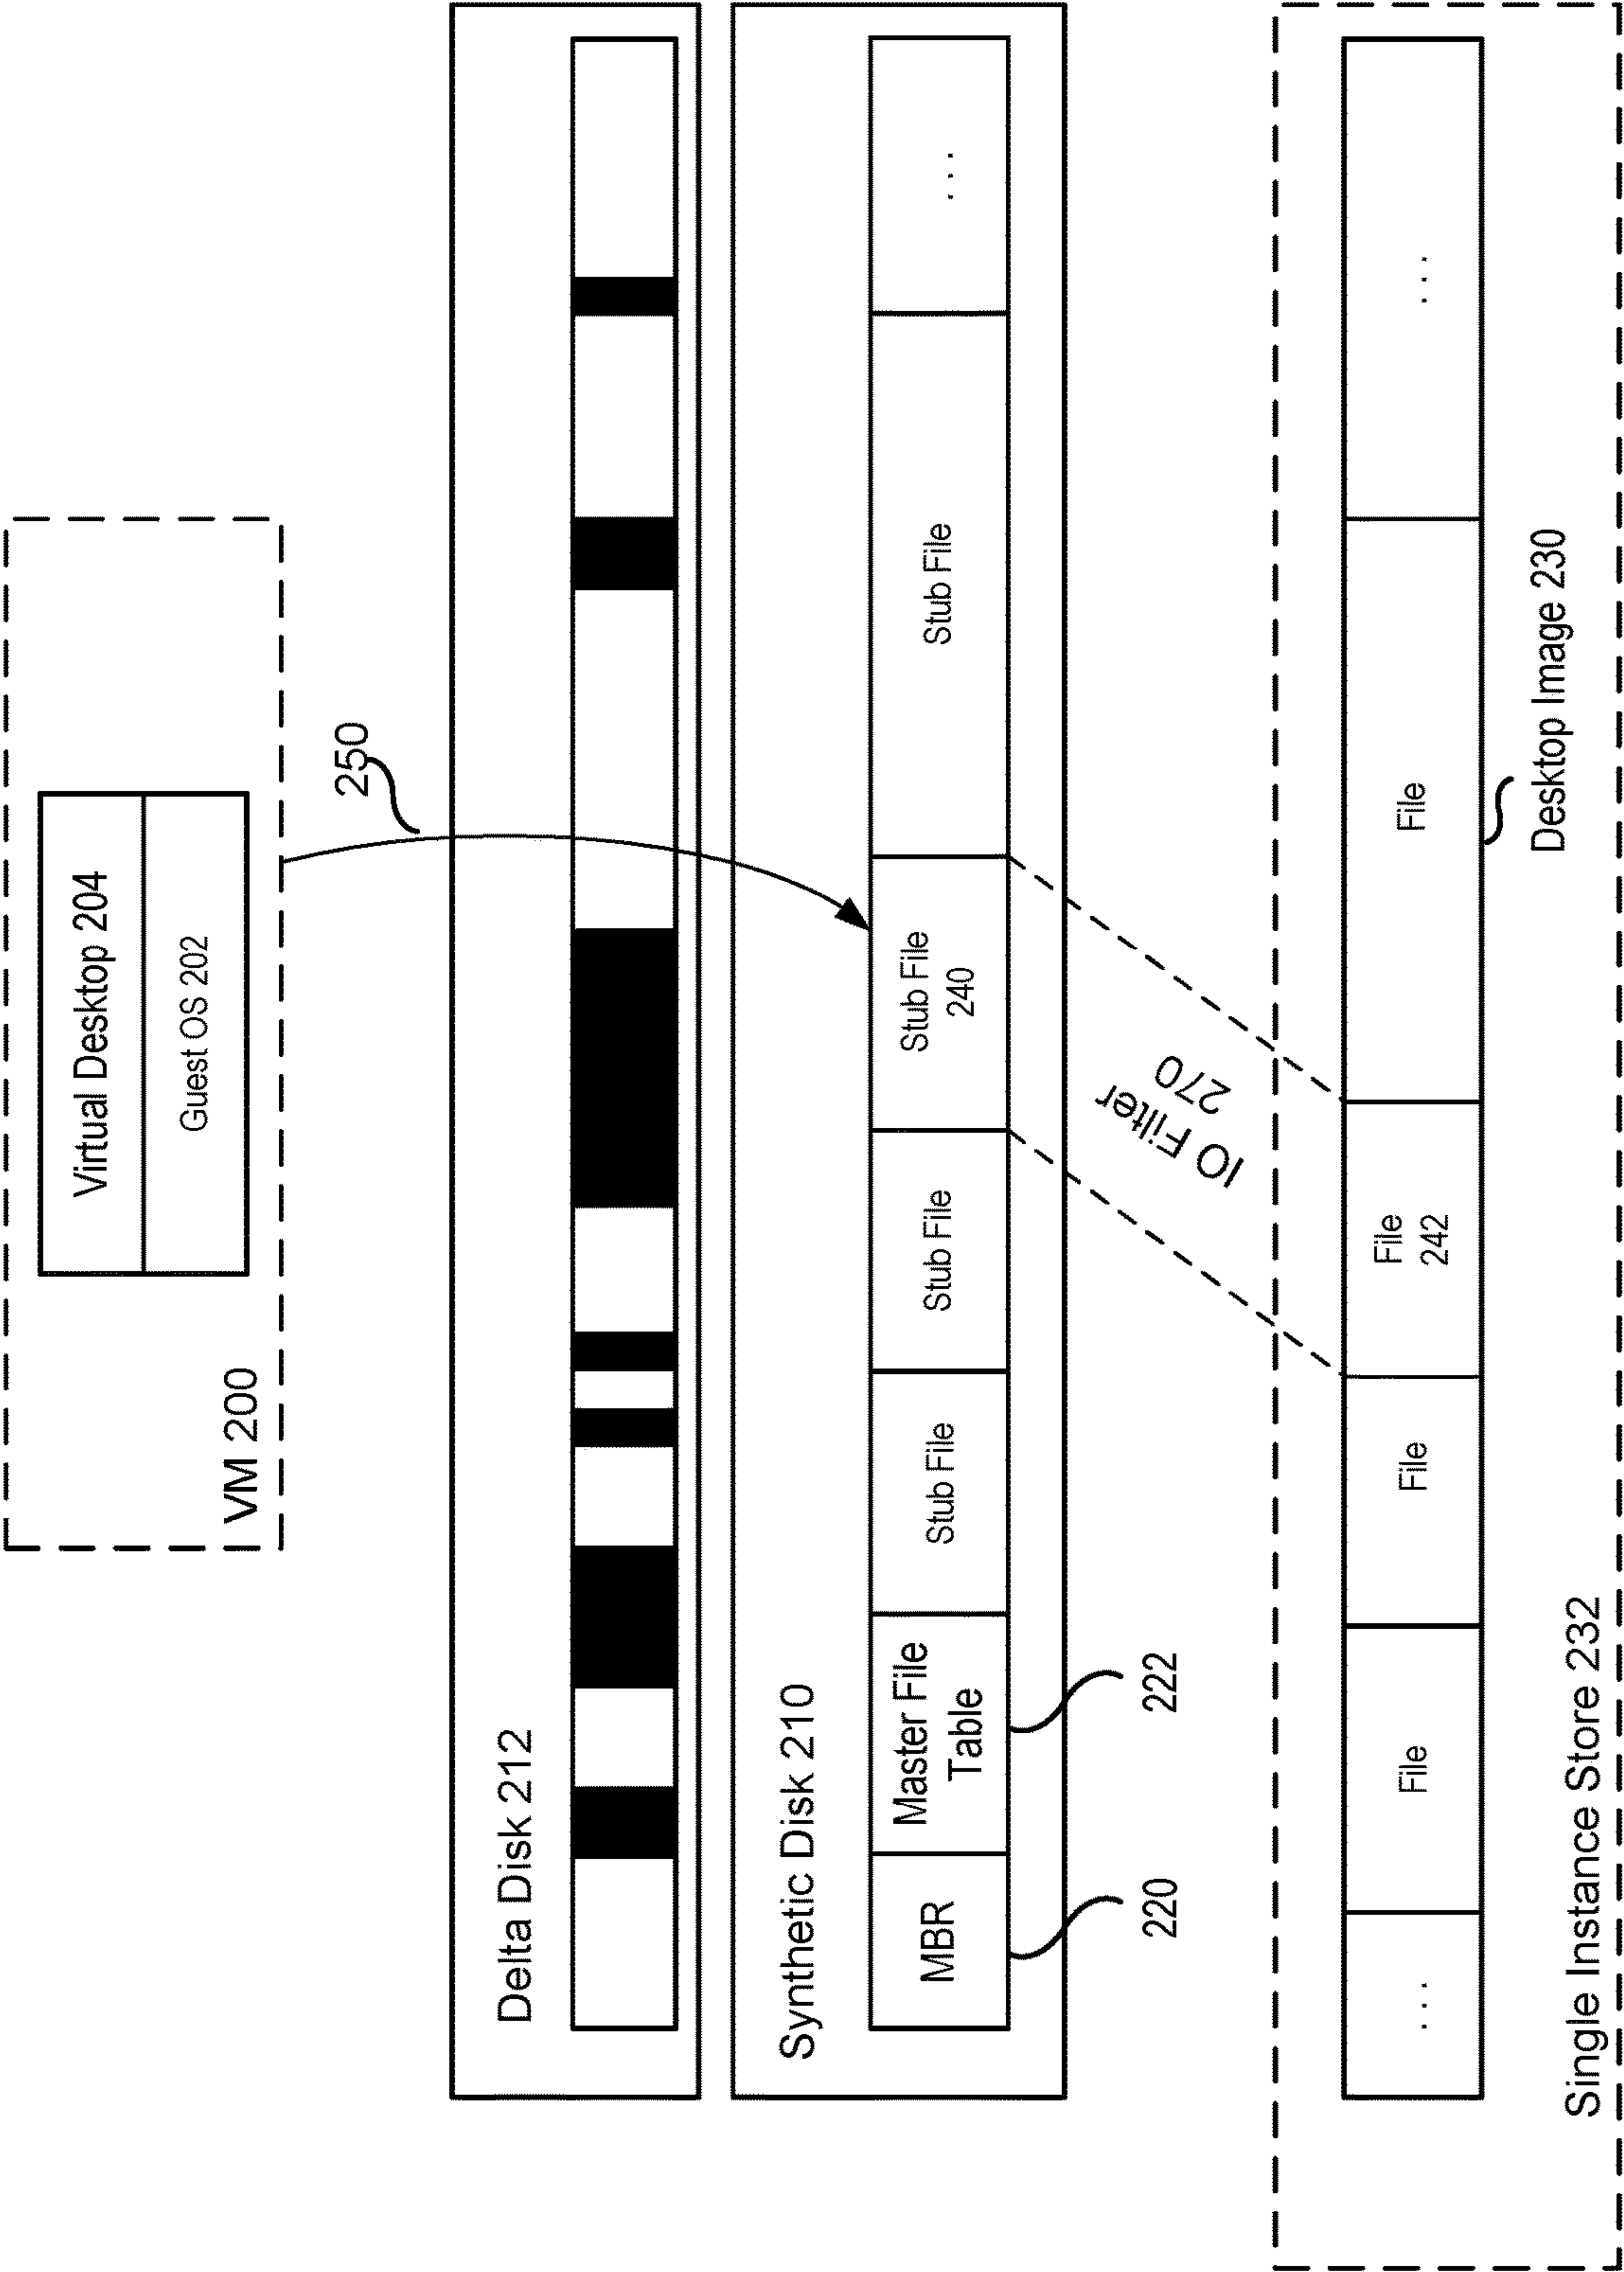 Virtual Desktop 204
Guest OS 202
VM 200
250
Delta Disk 212
Synthetic Disk 210
MBR
Master File
Table
Stub File
Stub File
Stub File
240
Stub File
. . .
220
222
IO Filter
270
. . .
File
File
File
242
File
. . .
Desktop Image 230
Single Instance Store 232